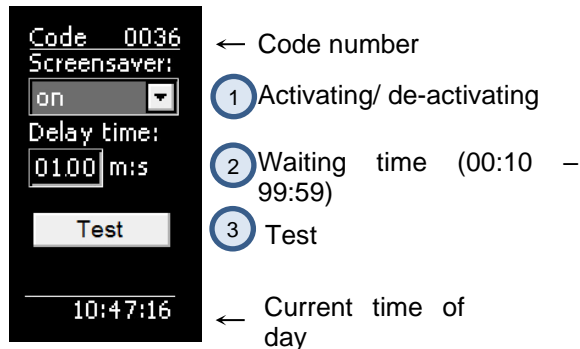 Code 0036
← Code number
Screensaver:
on
1 Activating/ de-activating
Delay time:
01.00 m:s
2 Waiting time (00:10 –
99:59)
Test
3 Test
10:47:16
← Current time of
day